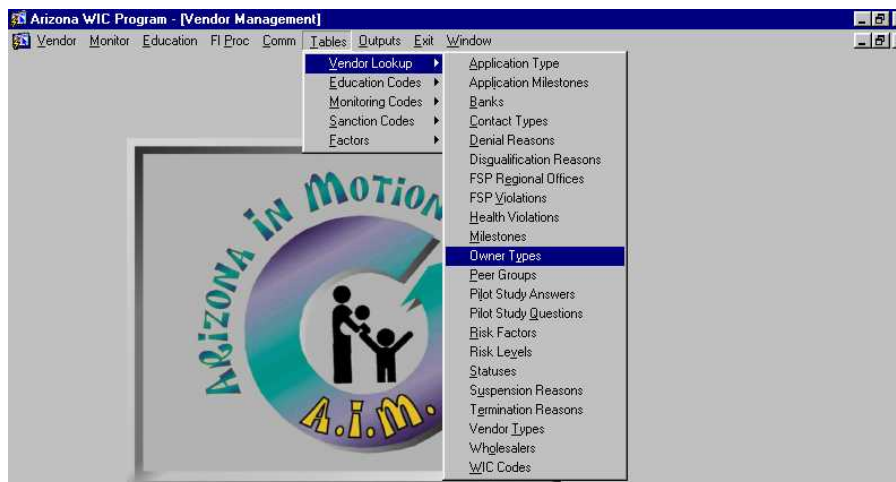 Arizona WIC Program - [Vendor Management]
Vendor Monitor Education FI Proc Comm Tables Outputs Exit Window
Vendor Lookup
Education Codes
Monitoring Codes
Sanction Codes
Factors
Application Type
Application Milestones
Banks
Contact Types
Denial Reasons
Disqualification Reasons
FSP Regional Offices
FSP Violations
Health Violations
Milestones
Owner Types
Peer Groups
Pilot Study Answers
Pilot Study Questions
Risk Factors
Risk Levels
Statuses
Suspension Reasons
Termination Reasons
Vendor Types
Wholesalers
WIC Codes
ARIZONA IN MOTION
A.I.M.